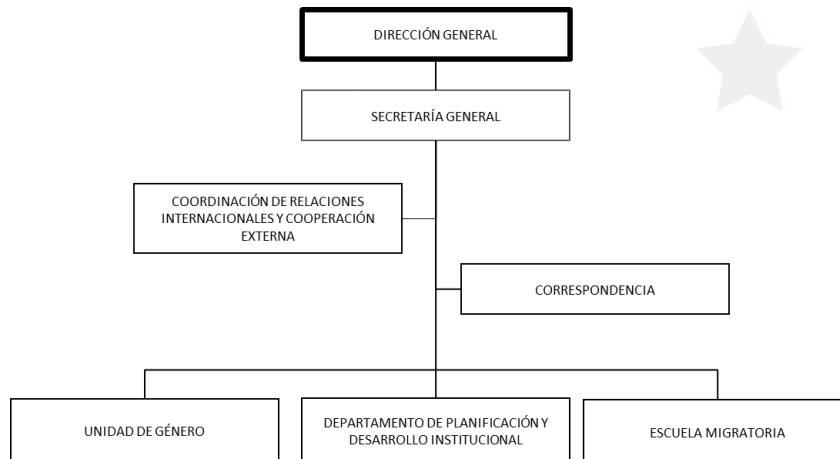 DIRECCIÓN GENERAL
SECRETARÍA GENERAL
COORDINACIÓN DE RELACIONES
INTERNACIONALES Y COOPERACIÓN
EXTERNA
CORRESPONDENCIA
UNIDAD DE GÉNERO
DEPARTAMENTO DE PLANIFICACIÓN Y
DESARROLLO INSTITUCIONAL
ESCUELA MIGRATORIA